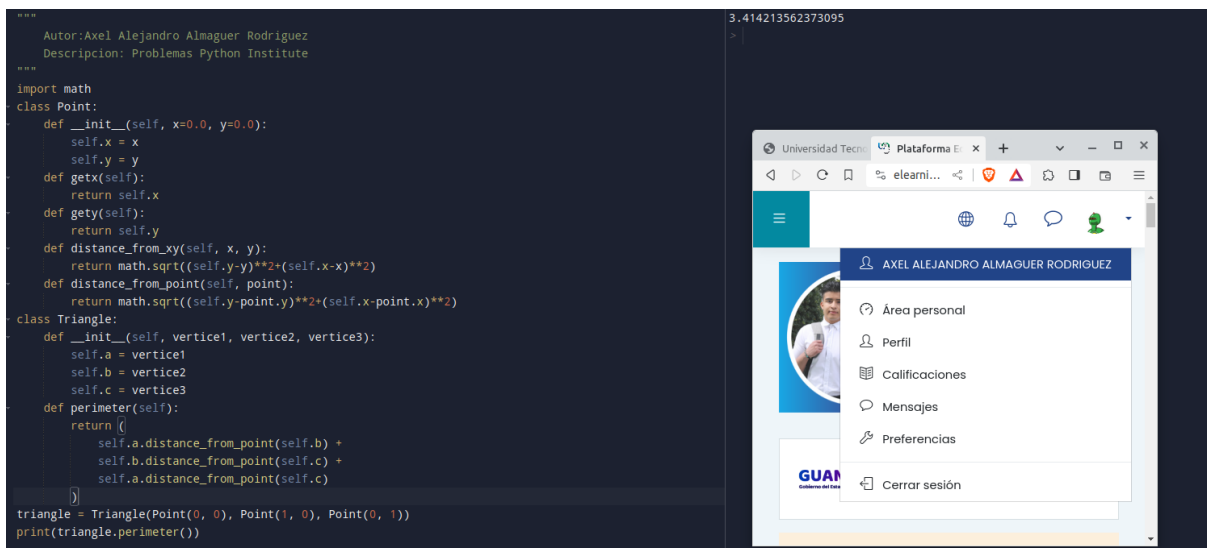 """
    Autor:Axel Alejandro Almaguer Rodriguez
    Descripcion: Problemas Python Institute
"""
import math
class Point:
    def __init__(self, x=0.0, y=0.0):
        self.x = x
        self.y = y
    def getx(self):
        return self.x
    def gety(self):
        return self.y
    def distance_from_xy(self, x, y):
        return math.sqrt((self.y-y)**2+(self.x-x)**2)
    def distance_from_point(self, point):
        return math.sqrt((self.y-point.y)**2+(self.x-point.x)**2)
class Triangle:
    def __init__(self, vertice1, vertice2, vertice3):
        self.a = vertice1
        self.b = vertice2
        self.c = vertice3
    def perimeter(self):
        return (
            self.a.distance_from_point(self.b) +
            self.b.distance_from_point(self.c) +
            self.a.distance_from_point(self.c)
        )
triangle = Triangle(Point(0, 0), Point(1, 0), Point(0, 1))
print(triangle.perimeter())
3.414213562373095
>
Universidad Tecno
Plataforma E
elearni...
AXEL ALEJANDRO ALMAGUER RODRIGUEZ
Área personal
Perfil
Calificaciones
Mensajes
Preferencias
GUAN
Cerrar sesión